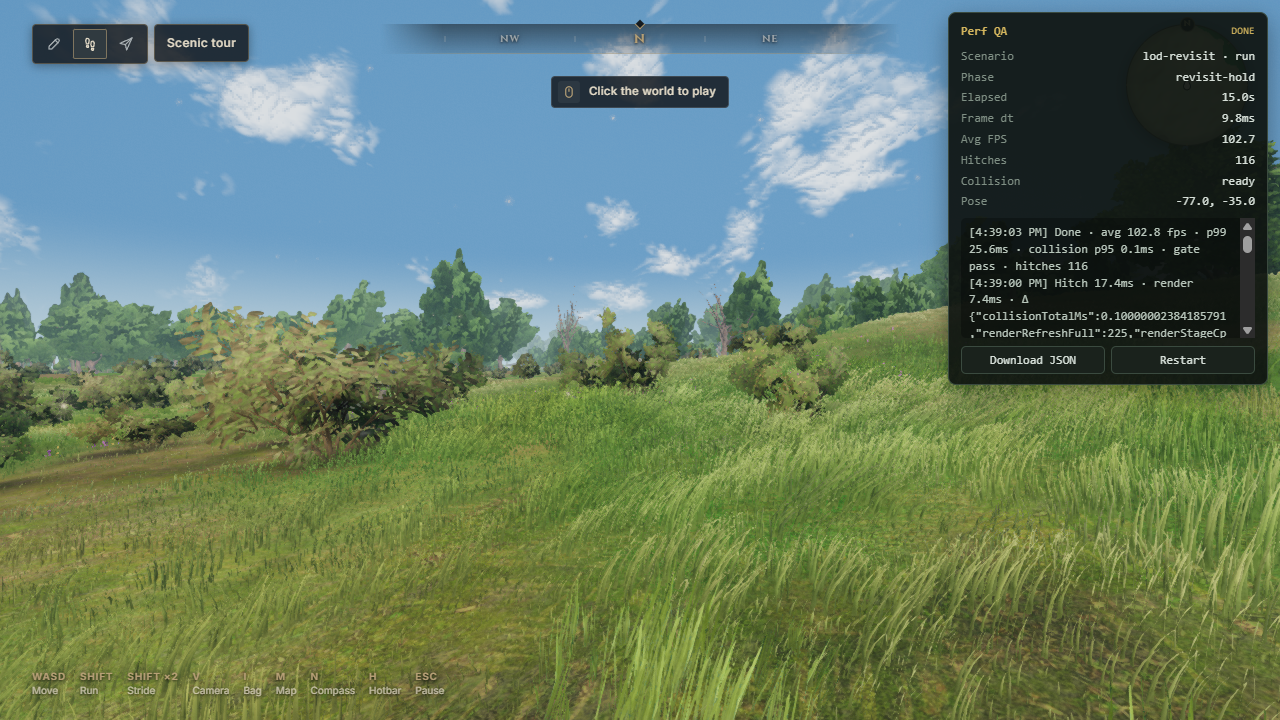 Scenic tour
NW
N
NE
Click the world to play
Perf QA
DONE
Scenario
lod-revisit · run
Phase
revisit-hold
Elapsed
15.0s
Frame dt
9.8ms
Avg FPS
102.7
Hitches
116
Collision
ready
Pose
-77.0, -35.0
[4:39:03 PM] Done · avg 102.8 fps · p99
25.6ms · collision p95 0.1ms · gate
pass · hitches 116
[4:39:00 PM] Hitch 17.4ms · render
7.4ms · Δ
{"collisionTotalMs":0.10000002384185791
,"renderRefreshFull":225,"renderStageCp
Download JSON
Restart
WASD
Move
SHIFT
Run
SHIFT ×2
Stride
V
Camera
I
Bag
M
Map
N
Compass
H
Hotbar
ESC
Pause